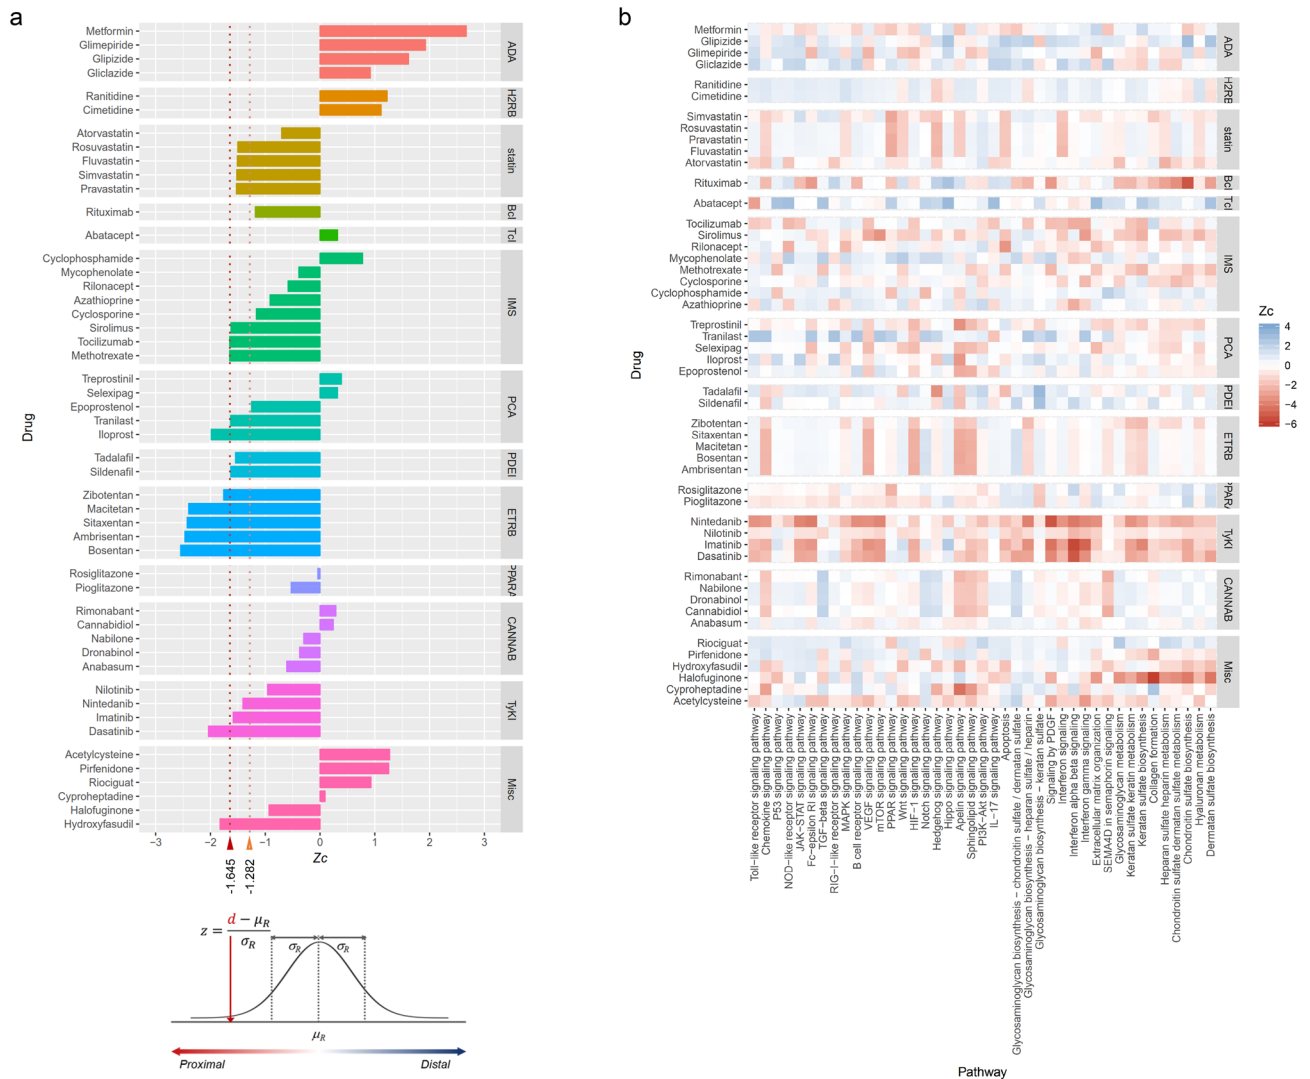 a
Metformin
Glimepiride
Glipizide
Gliclazide
ADA
Ranitidine
Cimetidine
H2RB
Atorvastatin
Rosuvastatin
Fluvastatin
Simvastatin
Pravastatin
statin
Rituximab
Bcl
Abatacept
Tcl
Cyclophosphamide
Mycophenolate
Rilonacept
Azathioprine
Cyclosporine
Sirolimus
Tocilizumab
Methotrexate
IMS
Treprostinil
Selexipag
Epoprostenol
Tranilast
Iloprost
PCA
Tadalafil
Sildenafil
PDEI
Zibotentan
Macitetan
Sitaxentan
Ambrisentan
Bosentan
ETRB
Rosiglitazone
Pioglitazone
PPARA
Rimonabant
Cannabidiol
Nabilone
Dronabinol
Anabasum
CANNAB
Nilotinib
Nintedanib
Imatinib
Dasatinib
TyKI
Acetylcysteine
Pirfenidone
Riociguat
Cyproheptadine
Halofuginone
Hydroxyfasudil
Misc
Drug
−3 −2 −1 0 1 2 3
Zc
-1.645
-1.282
z = d − μR / σR
σR σR
μR
Proximal Distal
b
Metformin
Glipizide
Glimepiride
Gliclazide
ADA
Ranitidine
Cimetidine
H2RB
Simvastatin
Rosuvastatin
Pravastatin
Fluvastatin
Atorvastatin
statin
Rituximab
Bcl
Abatacept
Tcl
Tocilizumab
Sirolimus
Rilonacept
Mycophenolate
Methotrexate
Cyclosporine
Cyclophosphamide
Azathioprine
IMS
Treprostinil
Tranilast
Selexipag
Iloprost
Epoprostenol
PCA
Tadalafil
Sildenafil
PDEI
Zibotentan
Sitaxentan
Macitetan
Bosentan
Ambrisentan
ETRB
Rosiglitazone
Pioglitazone
PPARA
Nintedanib
Nilotinib
Imatinib
Dasatinib
TyKI
Rimonabant
Nabilone
Dronabinol
Cannabidiol
Anabasum
CANNAB
Riociguat
Pirfenidone
Hydroxyfasudil
Halofuginone
Cyproheptadine
Acetylcysteine
Misc
Drug
Toll−like receptor signaling pathway
Chemokine signaling pathway
P53 signaling pathway
NOD−like receptor signaling pathway
JAK−STAT signaling pathway
Fc−epsilon RI signaling pathway
TGF−beta signaling pathway
RIG−I−like receptor signaling pathway
MAPK signaling pathway
B cell receptor signaling pathway
VEGF signaling pathway
mTOR signaling pathway
PPAR signaling pathway
Wnt signaling pathway
HIF−1 signaling pathway
Notch signaling pathway
Hedgehog signaling pathway
Hippo signaling pathway
Apelin signaling pathway
Sphingolipid signaling pathway
PI3K−Akt signaling pathway
IL−17 signaling pathway
Apoptosis
Glycosaminoglycan biosynthesis − chondroitin sulfate / dermatan sulfate
Glycosaminoglycan biosynthesis − heparan sulfate / heparin
Glycosaminoglycan biosynthesis − keratan sulfate
Signaling by PDGF
Interferon signaling
Interferon alpha beta signaling
Interferon gamma signaling
Extracellular matrix organization
SEMA4D in semaphorin signaling
Glycosaminoglycan metabolism
Keratan sulfate keratin metabolism
Keratan sulfate biosynthesis
Collagen formation
Heparan sulfate heparin metabolism
Chondroitin sulfate dermatan sulfate metabolism
Chondroitin sulfate biosynthesis
Hyaluronan metabolism
Dermatan sulfate biosynthesis
Pathway
Zc
4
2
0
−2
−4
−6